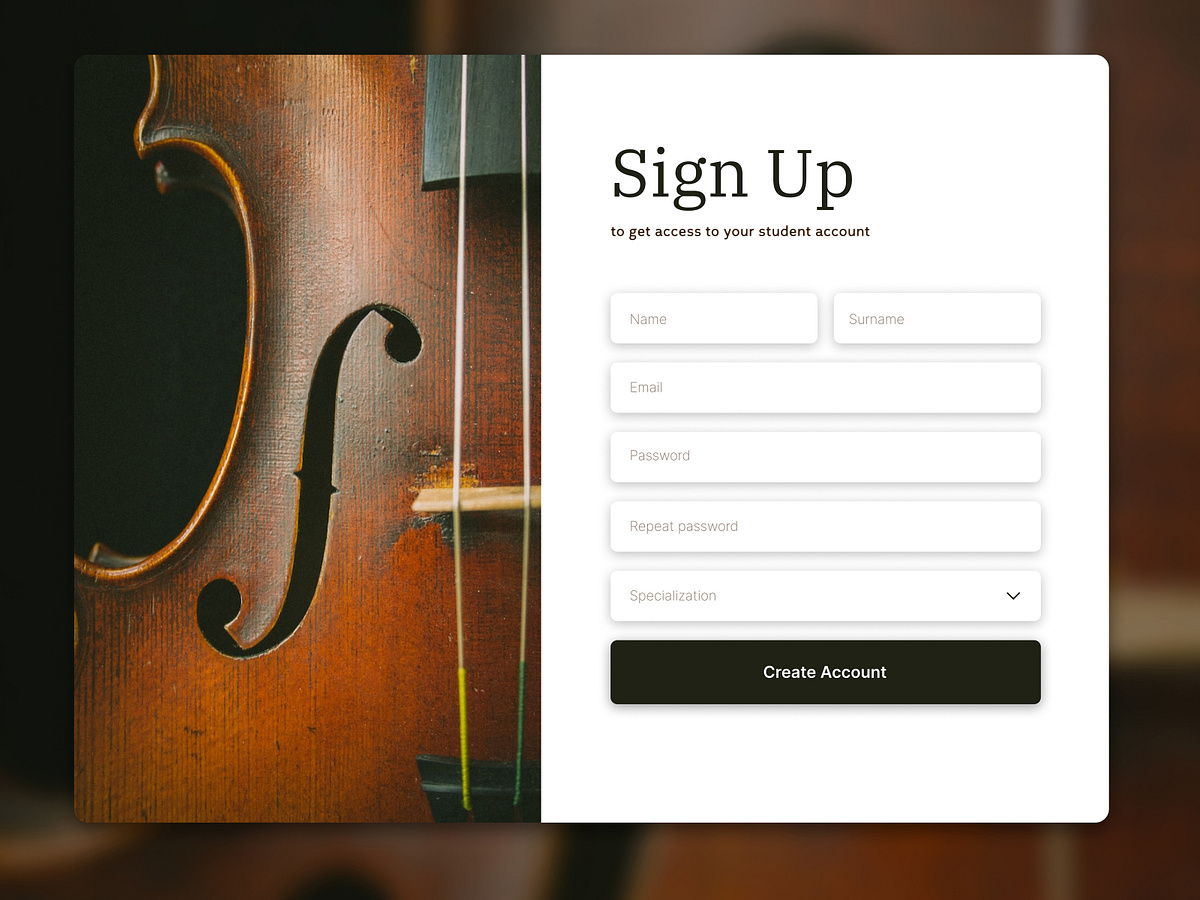 Sign Up
to get access to your student account
Name
Surname
Email
Password
Repeat password
Specialization
Create Account